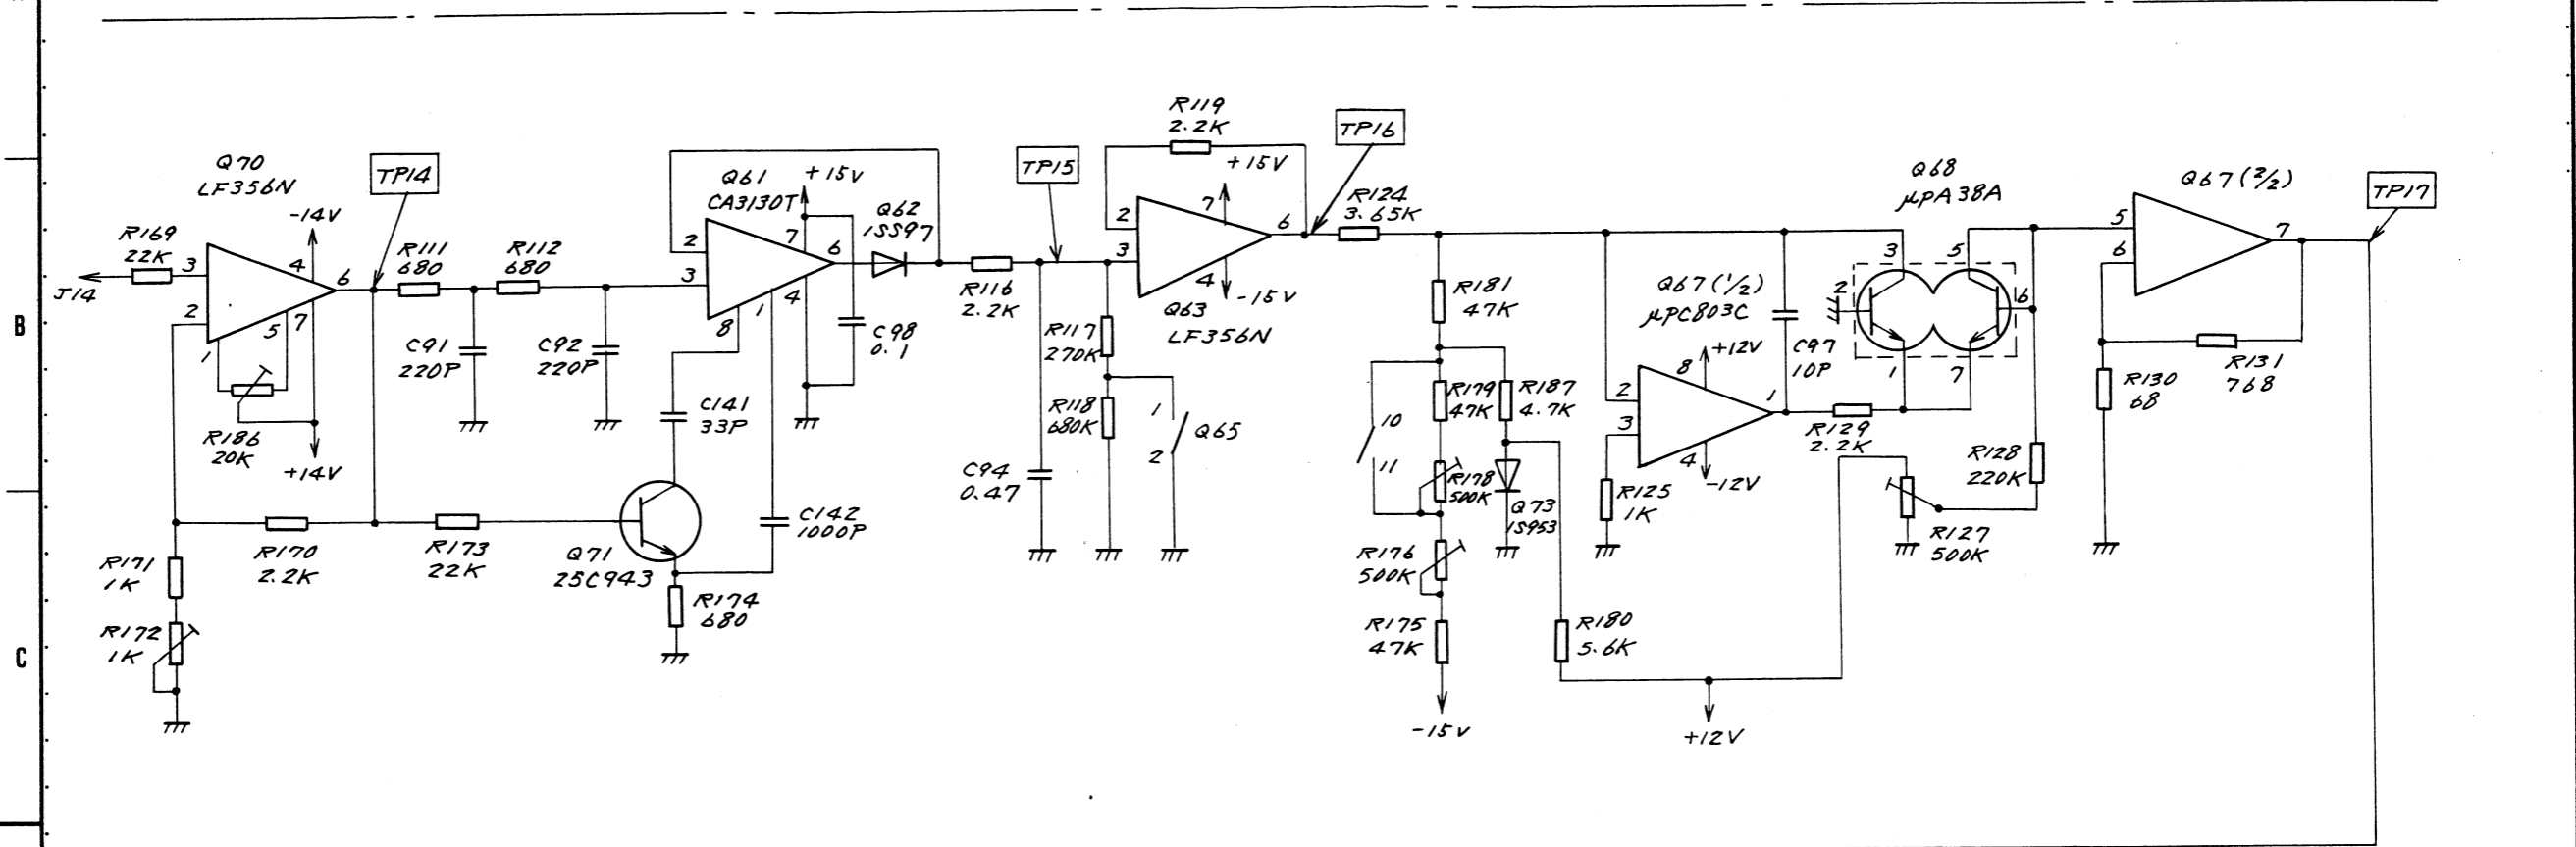 B
C
J14
R169
22K
Q70
LF356N
3
2
-14V
4
6
5
7
1
R186
20K
+14V
TP14
R111
680
R112
680
C91
220P
C92
220P
R170
2.2K
R171
1K
R172
1K
R173
22K
Q71
2SC943
R174
680
C141
33P
C142
1000P
Q61
CA3130T
+15V
2
3
7
6
4
8
1
C98
0.1
Q62
1SS97
R116
2.2K
TP15
C94
0.47
R117
270K
R118
680K
1
2
Q65
R119
2.2K
+15V
2
3
7
4
6
-15V
Q63
LF356N
TP16
R124
3.65K
R181
47K
R179
47K
R187
4.7K
10
11
R178
500K
Q73
1S953
R176
500K
R175
47K
-15V
R180
5.6K
+12V
Q67(1/2)
μPC803C
2
3
8
+12V
1
4
-12V
R125
1K
C97
10P
R129
2.2K
Q68
μPA38A
3
5
2
6
1
7
R128
220K
R127
500K
Q67(2/2)
5
6
7
R130
68
R131
768
TP17